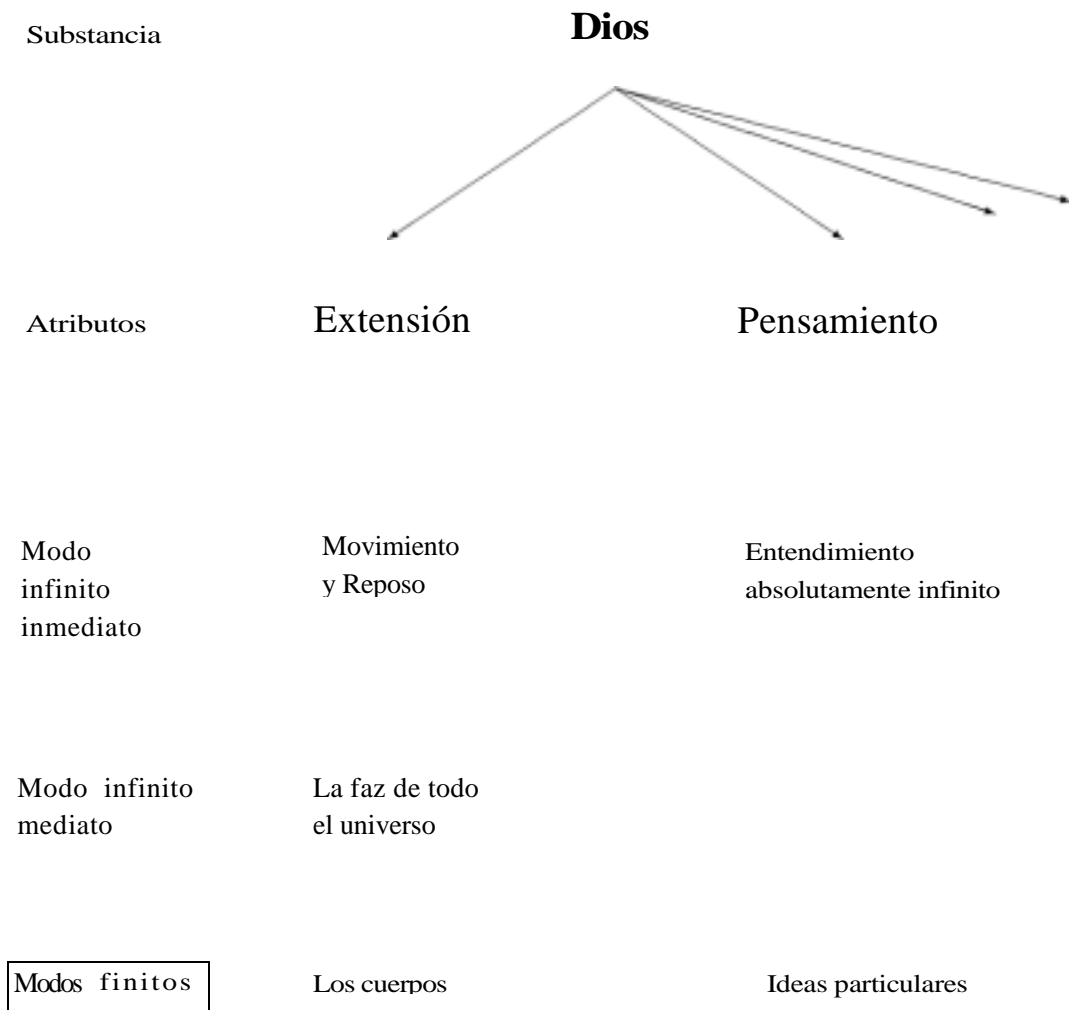 Substancia Dios
Atributos Extensión Pensamiento
Modo
infinito
inmediato
Movimiento
y Reposo
Entendimiento
absolutamente infinito
Modo infinito
mediato
La faz de todo
el universo
Modos finitos Los cuerpos Ideas particulares